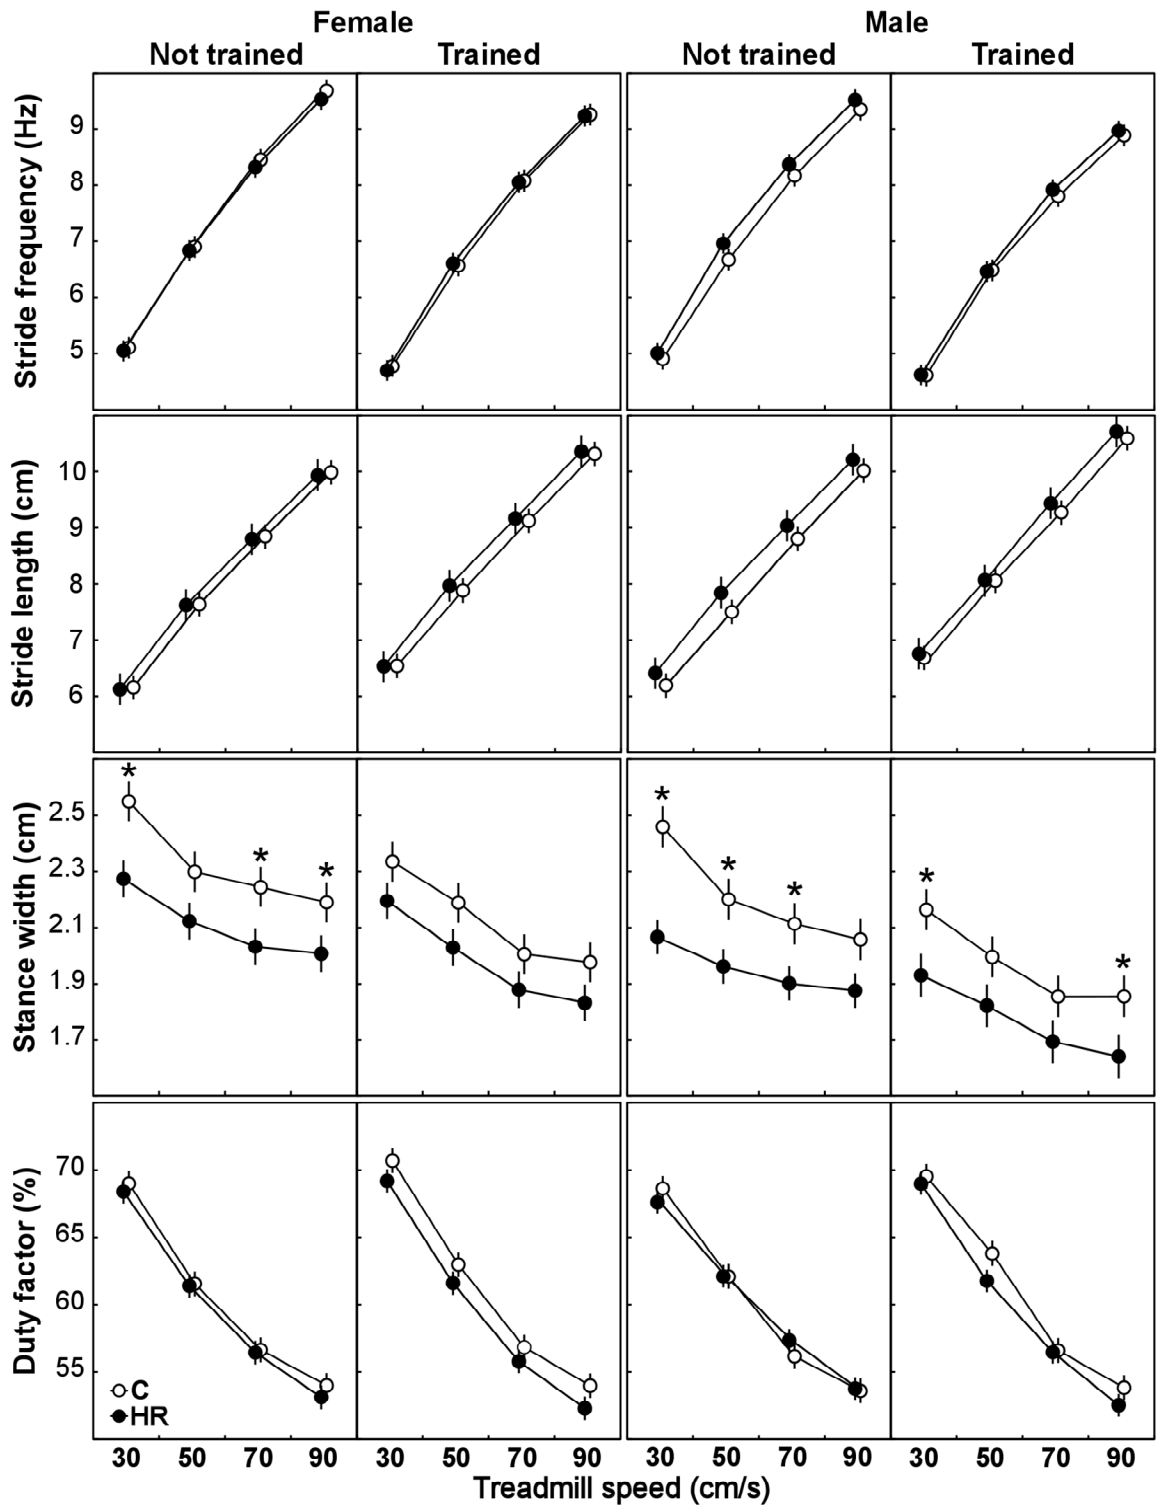 Female Male
Not trained Trained Not trained Trained
Stride frequency (Hz)
9
8
7
6
5
Stride length (cm)
10
9
8
7
6
Stance width (cm)
2.5
2.3
2.1
1.9
1.7
* * *
* * *
* *
Duty factor (%)
70
65
60
55
C
HR
30 50 70 90 30 50 70 90 30 50 70 90 30 50 70 90
Treadmill speed (cm/s)